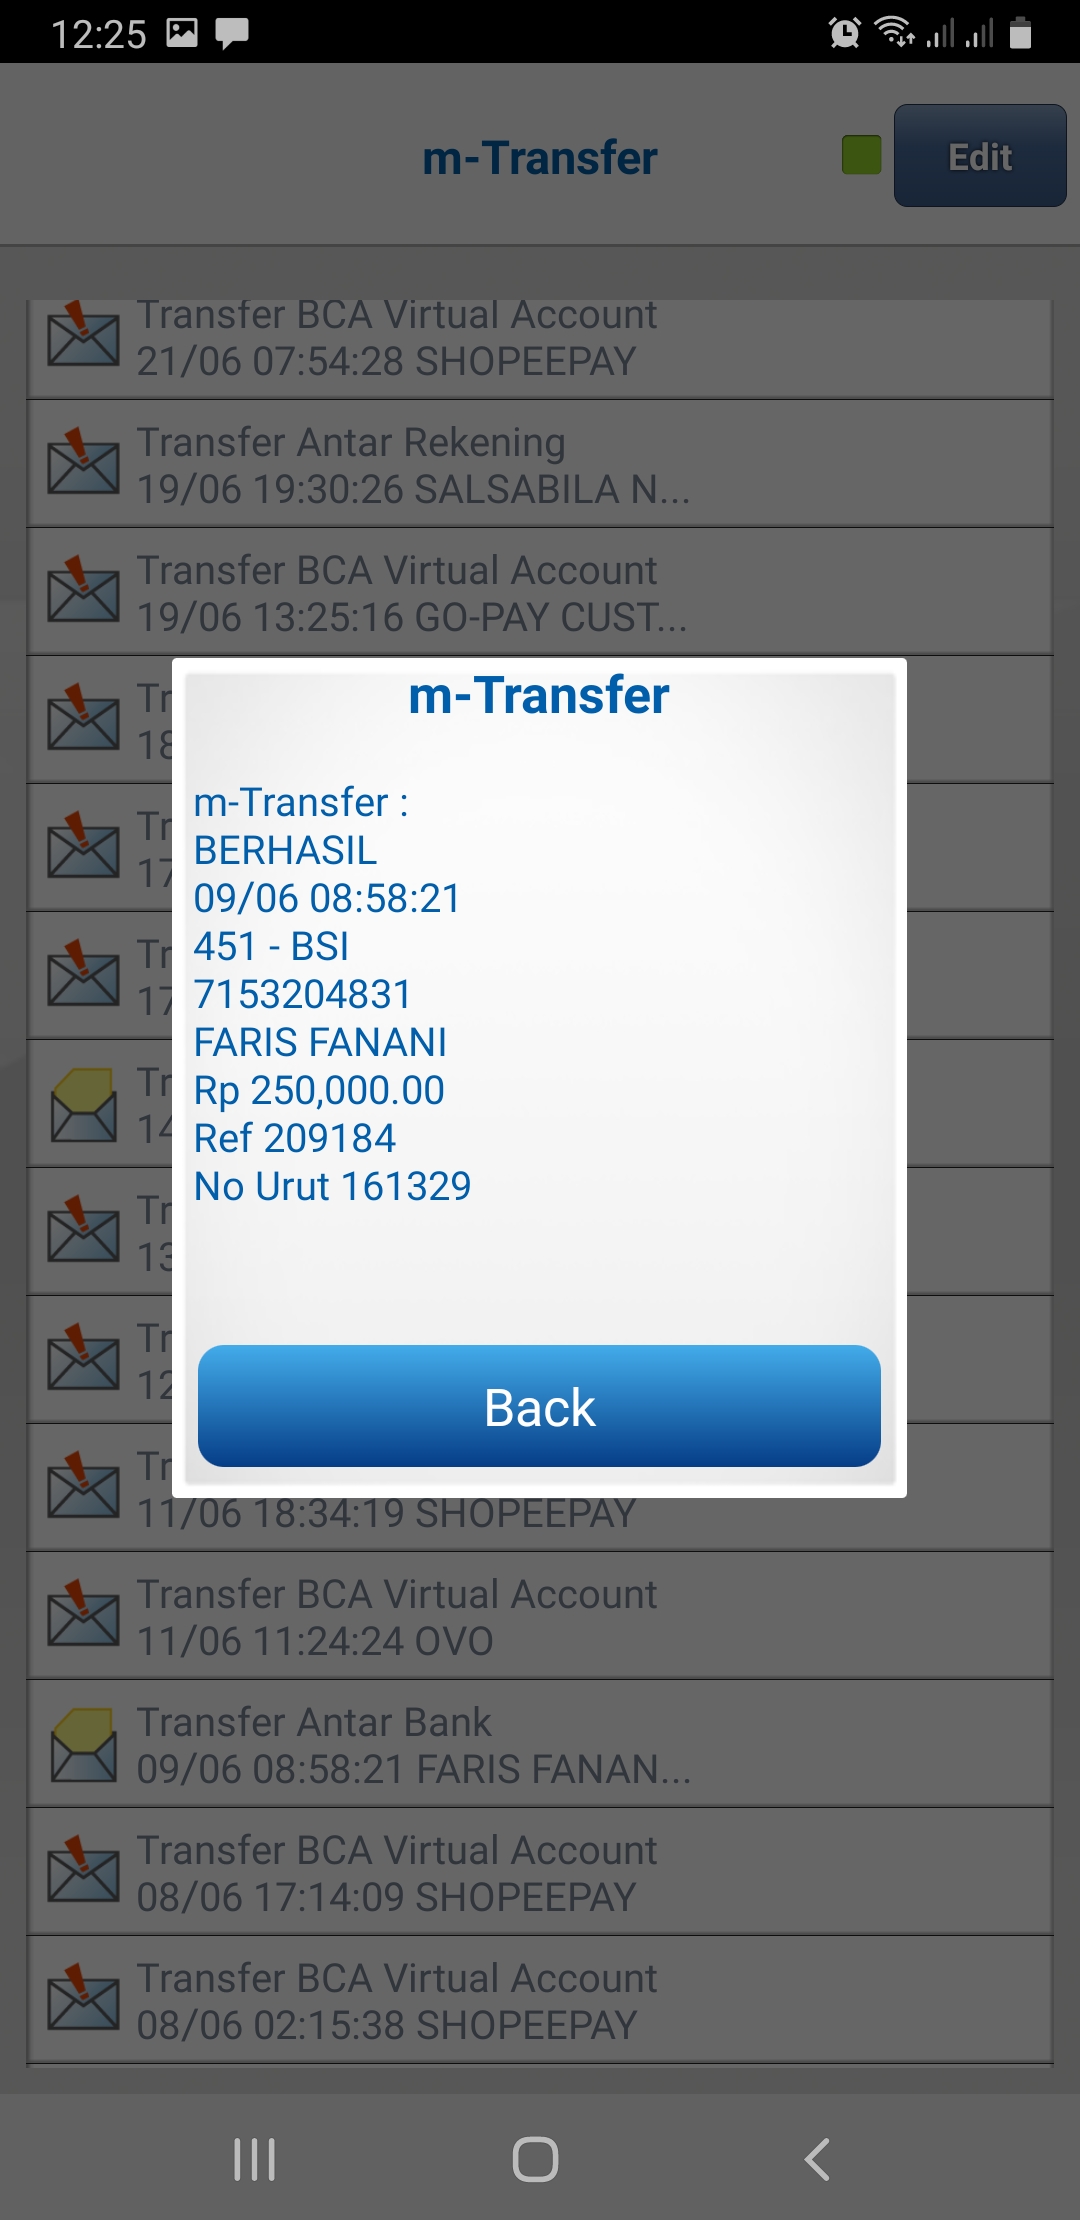 12:25
m-Transfer
Edit
Transfer BCA Virtual Account
21/06 07:54:28 SHOPEEPAY
Transfer Antar Rekening
19/06 19:30:26 SALSABILA N...
Transfer BCA Virtual Account
19/06 13:25:16 GO-PAY CUST...
m-Transfer
m-Transfer :
BERHASIL
09/06 08:58:21
451 - BSI
7153204831
FARIS FANANI
Rp 250,000.00
Ref 209184
No Urut 161329
Back
Tr
18
Tr
17
Tr
17
Tr
14
Tr
13
Tr
12
Tr
11/06 18:34:19 SHOPEEPAY
Transfer BCA Virtual Account
11/06 11:24:24 OVO
Transfer Antar Bank
09/06 08:58:21 FARIS FANAN...
Transfer BCA Virtual Account
08/06 17:14:09 SHOPEEPAY
Transfer BCA Virtual Account
08/06 02:15:38 SHOPEEPAY